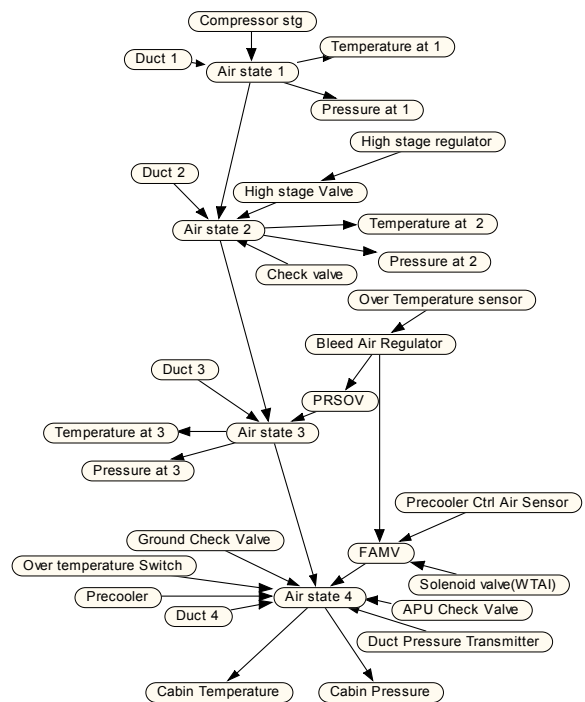 Compressor stg
Temperature at 1
Duct 1
Air state 1
Pressure at 1
High stage regulator
Duct 2
High stage Valve
Temperature at  2
Air state 2
Pressure at 2
Check valve
Over Temperature sensor
Bleed Air Regulator
Duct 3
PRSOV
Temperature at 3
Air state 3
Pressure at 3
Precooler Ctrl Air Sensor
Ground Check Valve
FAMV
Over temperature Switch
Solenoid valve(WTAI)
Precooler
Air state 4
APU Check Valve
Duct 4
Duct Pressure Transmitter
Cabin Temperature
Cabin Pressure